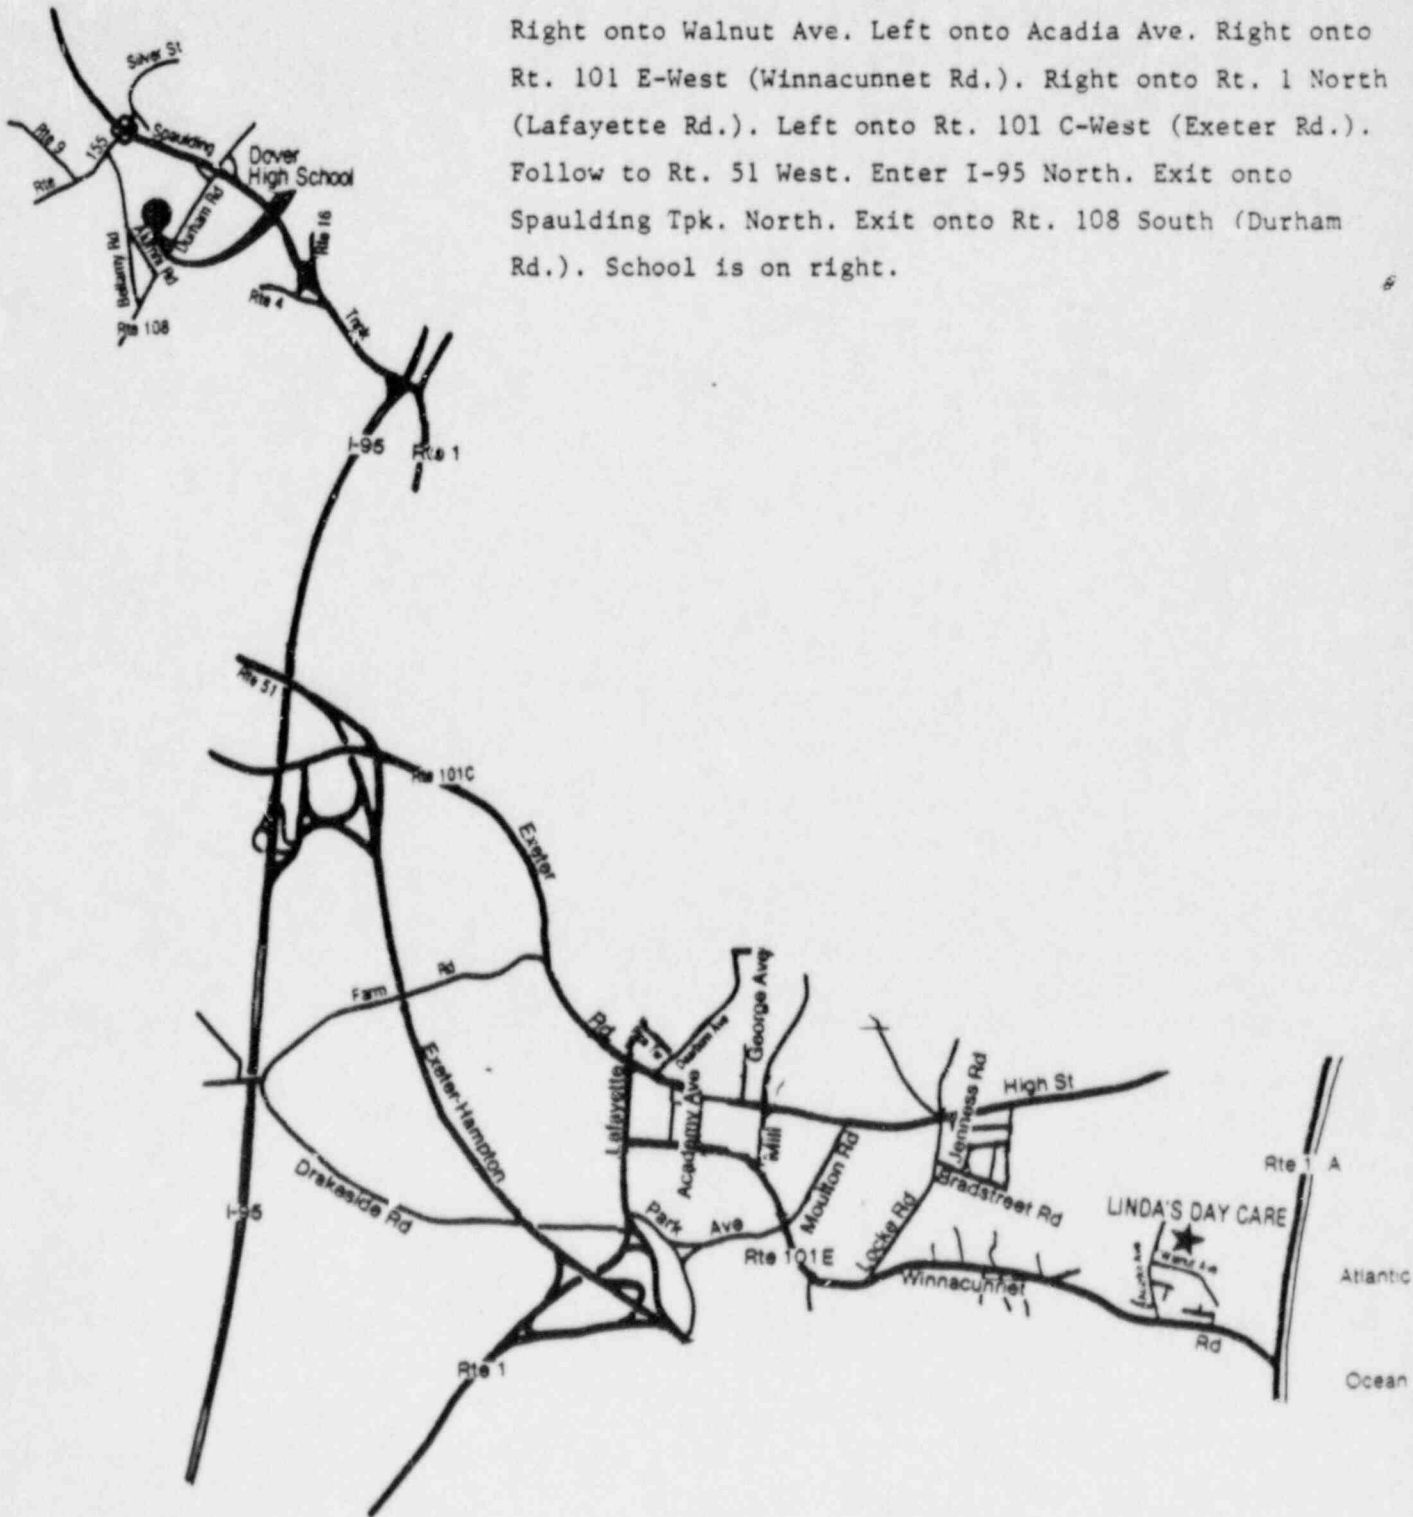 Right onto Walnut Ave. Left onto Acadia Ave. Right onto
Rt. 101 E-West (Winnacunnet Rd.). Right onto Rt. 1 North
(Lafayette Rd.). Left onto Rt. 101 C-West (Exeter Rd.).
Follow to Rt. 51 West. Enter I-95 North. Exit onto
Spaulding Tpk. North. Exit onto Rt. 108 South (Durham
Rd.). School is on right.
Silver St
Rte 9
155
Rte
Spaulding
Dover
High School
Durham Rd
Alumni Rd
Bellamy Rd
Rte 108
Rte 16
Rte 4
Tnpk
I-95
Rte 1
Rte 51
Rte 101C
Exeter
Rd
Farm Rd
Exeter-Hampton
Drakeside Rd
I-95
Lafayette
Academy Ave
George Ave
Mill
Park Ave
Moulton Rd
Rte 101E
Locke Rd
Jenness Rd
High St
Bradstreet Rd
Winnacunnet
Rd
LINDA'S DAY CARE
Walnut Ave
Rte 1 A
Atlantic
Ocean
Rte 1